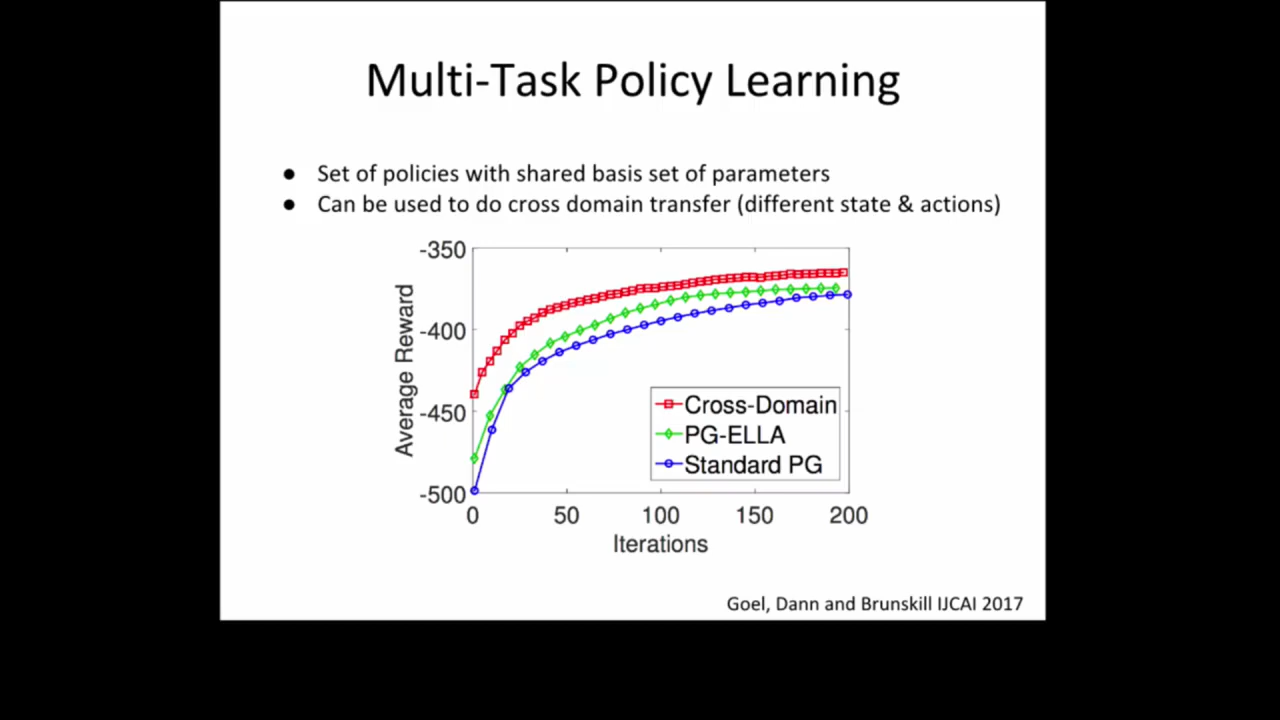 Multi-Task Policy Learning
● Set of policies with shared basis set of parameters
● Can be used to do cross domain transfer (different state & actions)
-350
-400
-450
-500
Average Reward
Cross-Domain
PG-ELLA
Standard PG
0 50 100 150 200
Iterations
Goel, Dann and Brunskill IJCAI 2017